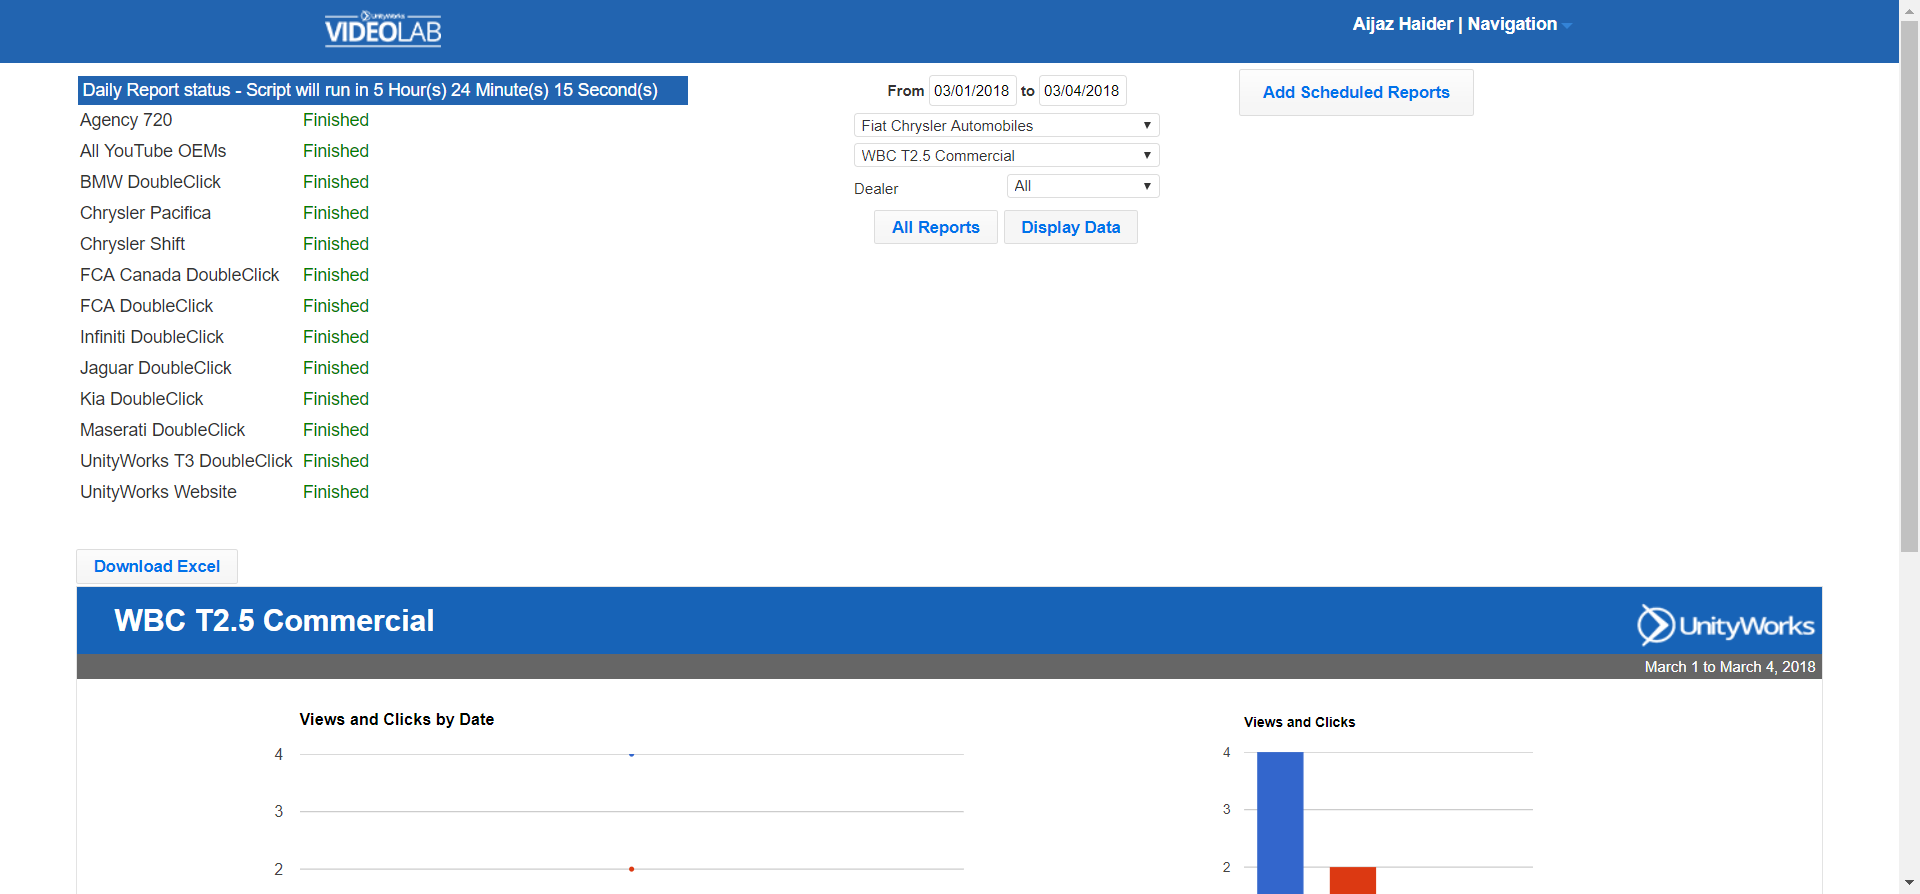 UnityWorks
VIDEOLAB
Aijaz Haider | Navigation
Daily Report status - Script will run in 5 Hour(s) 24 Minute(s) 15 Second(s)
Agency 720 Finished
All YouTube OEMs Finished
BMW DoubleClick Finished
Chrysler Pacifica Finished
Chrysler Shift Finished
FCA Canada DoubleClick Finished
FCA DoubleClick Finished
Infiniti DoubleClick Finished
Jaguar DoubleClick Finished
Kia DoubleClick Finished
Maserati DoubleClick Finished
UnityWorks T3 DoubleClick Finished
UnityWorks Website Finished
From 03/01/2018 to 03/04/2018
Fiat Chrysler Automobiles
WBC T2.5 Commercial
Dealer All
All Reports Display Data
Add Scheduled Reports
Download Excel
WBC T2.5 Commercial
UnityWorks
March 1 to March 4, 2018
Views and Clicks by Date
4
3
2
Views and Clicks
4
3
2